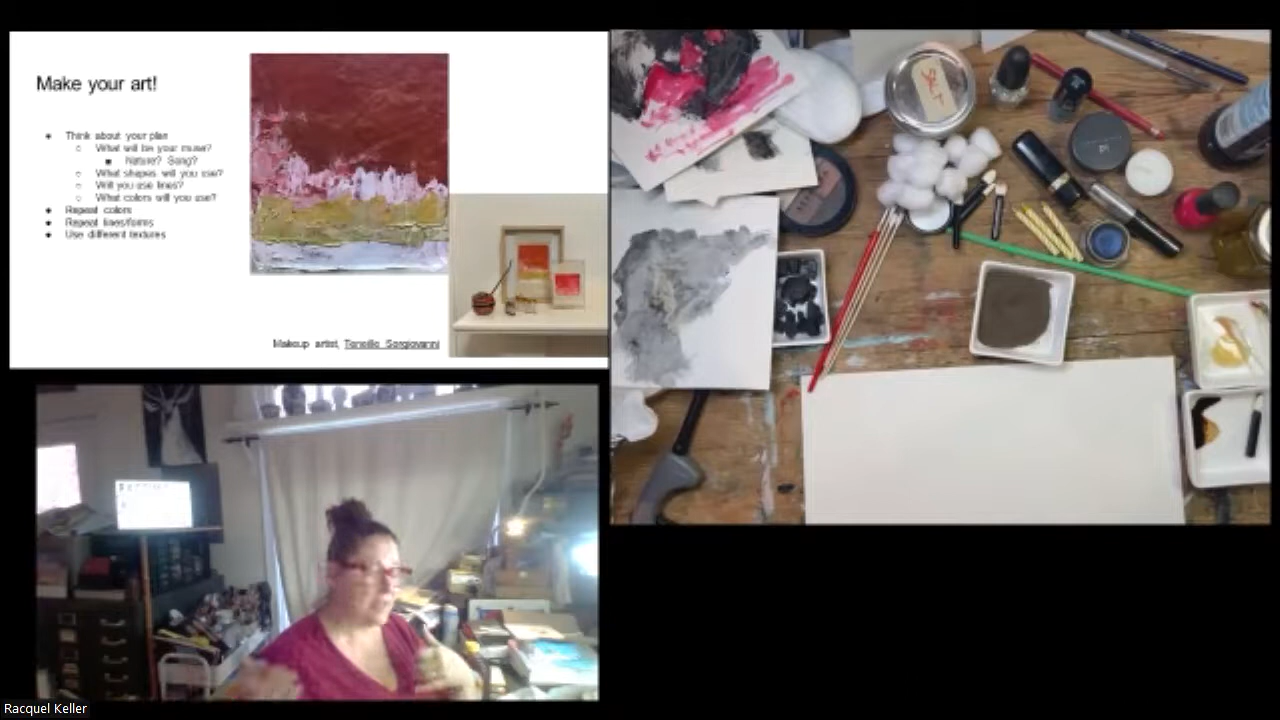 Make your art!
Think about your plan
What will be your muse?
Nature? Song?
What shapes will you use?
Will you use lines?
What colors will you use?
Repeat colors
Repeat lines/forms
Use different textures
Makeup artist, Teneille Sorgiovanni
SALT
Racquel Keller